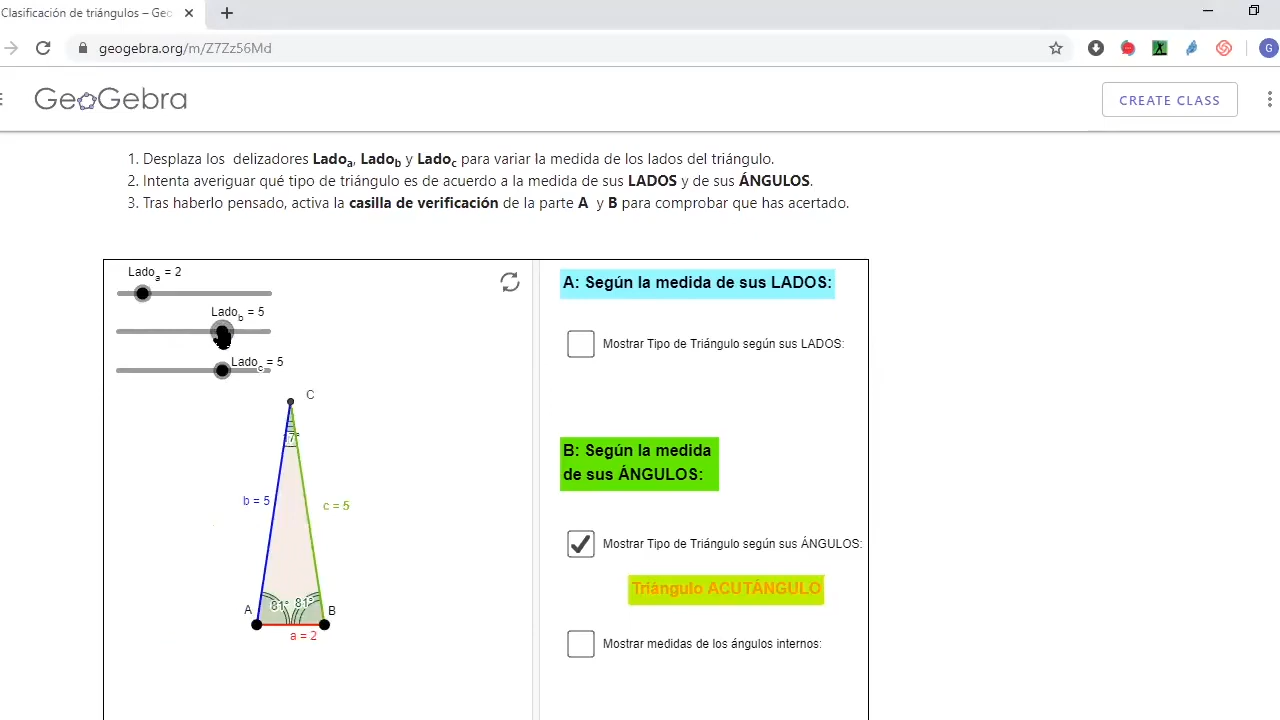 Clasificación de triángulos – Geo
geogebra.org/m/Z7Zz56Md
G
GeoGebra
CREATE CLASS
1. Desplaza los delizadores Ladoₐ, Lado_b y Lado_c para variar la medida de los lados del triángulo.
2. Intenta averiguar qué tipo de triángulo es de acuerdo a la medida de sus LADOS y de sus ÁNGULOS.
3. Tras haberlo pensado, activa la casilla de verificación de la parte A y B para comprobar que has acertado.
Ladoₐ = 2
Lado_b = 5
Lado_c = 5
C
b = 5
c = 5
A
81°
81°
B
a = 2
A: Según la medida de sus LADOS:
Mostrar Tipo de Triángulo según sus LADOS:
B: Según la medida
de sus ÁNGULOS:
Mostrar Tipo de Triángulo según sus ÁNGULOS:
Triángulo ACUTÁNGULO
Mostrar medidas de los ángulos internos: